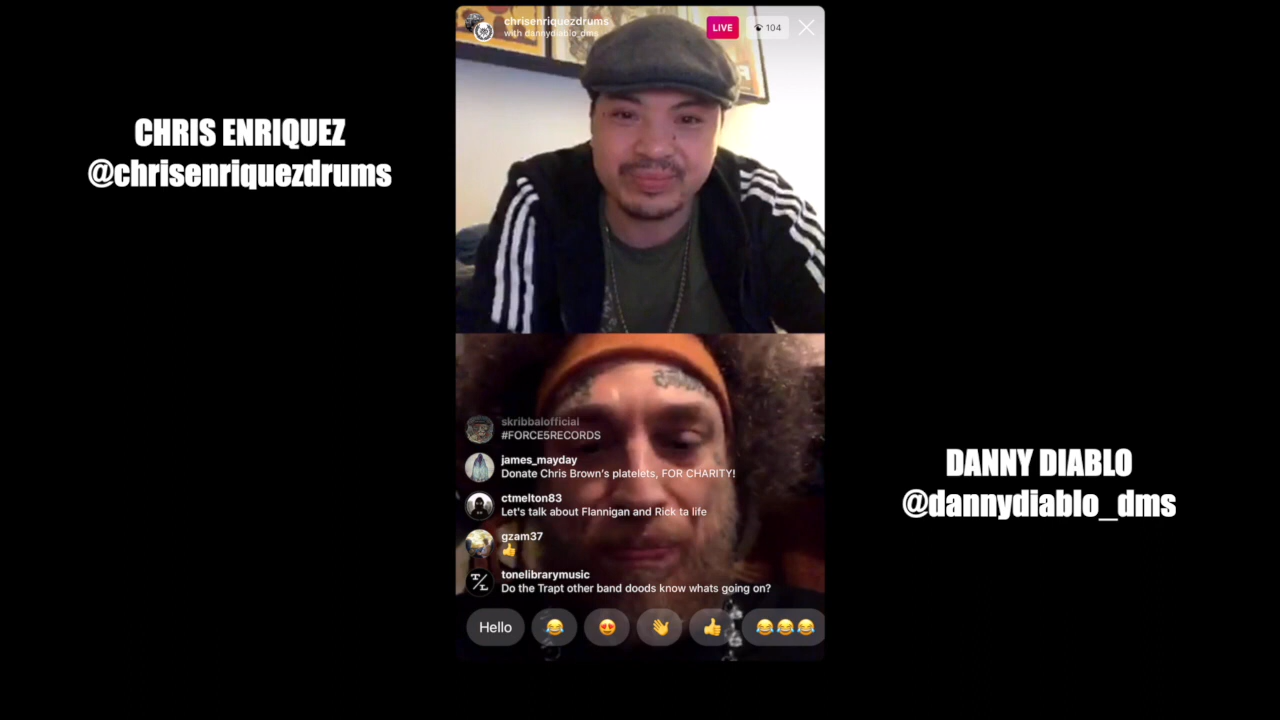 CHRIS ENRIQUEZ
@chrisenriquezdrums
chrisenriquezdrums
with dannydiablo_dms
LIVE
104
skribbalofficial
#FORCE5RECORDS
james_mayday
Donate Chris Brown's platelets, FOR CHARITY!
ctmelton83
Let's talk about Flannigan and Rick ta life
gzam37
👍
tonelibrarymusic
Do the Trapt other band doods know whats going on?
Hello 😂 😍 👋 👍 😂😂😂
DANNY DIABLO
@dannydiablo_dms